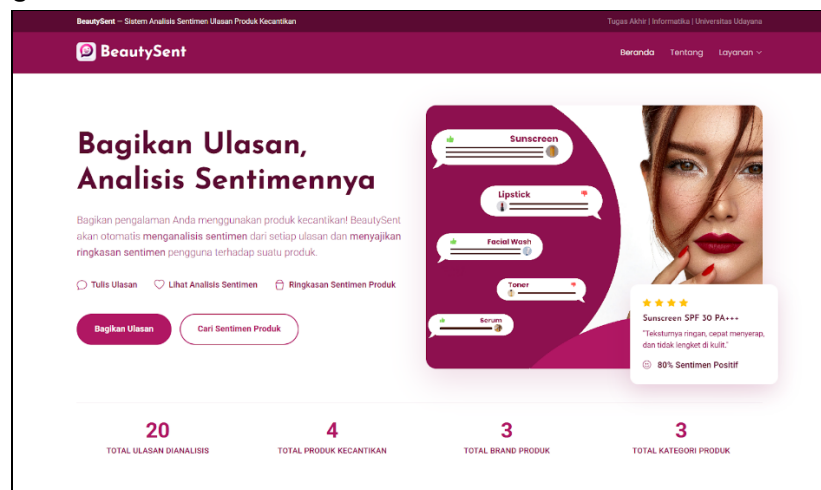 BeautySent — Sistem Analisis Sentimen Ulasan Produk Kecantikan
Tugas Akhir | Informatika | Universitas Udayana
BeautySent
Beranda
Tentang
Layanan
Bagikan Ulasan,
Analisis Sentimennya
Bagikan pengalaman Anda menggunakan produk kecantikan! BeautySent
akan otomatis menganalisis sentimen dari setiap ulasan dan menyajikan
ringkasan sentimen pengguna terhadap suatu produk.
Tulis Ulasan
Lihat Analisis Sentimen
Ringkasan Sentimen Produk
Bagikan Ulasan
Cari Sentimen Produk
Sunscreen
Lipstick
Facial Wash
Toner
Serum
Sunscreen SPF 30 PA+++
"Teksturnya ringan, cepat menyerap,
dan tidak lengket di kulit."
80% Sentimen Positif
20
TOTAL ULASAN DIANALISIS
4
TOTAL PRODUK KECANTIKAN
3
TOTAL BRAND PRODUK
3
TOTAL KATEGORI PRODUK